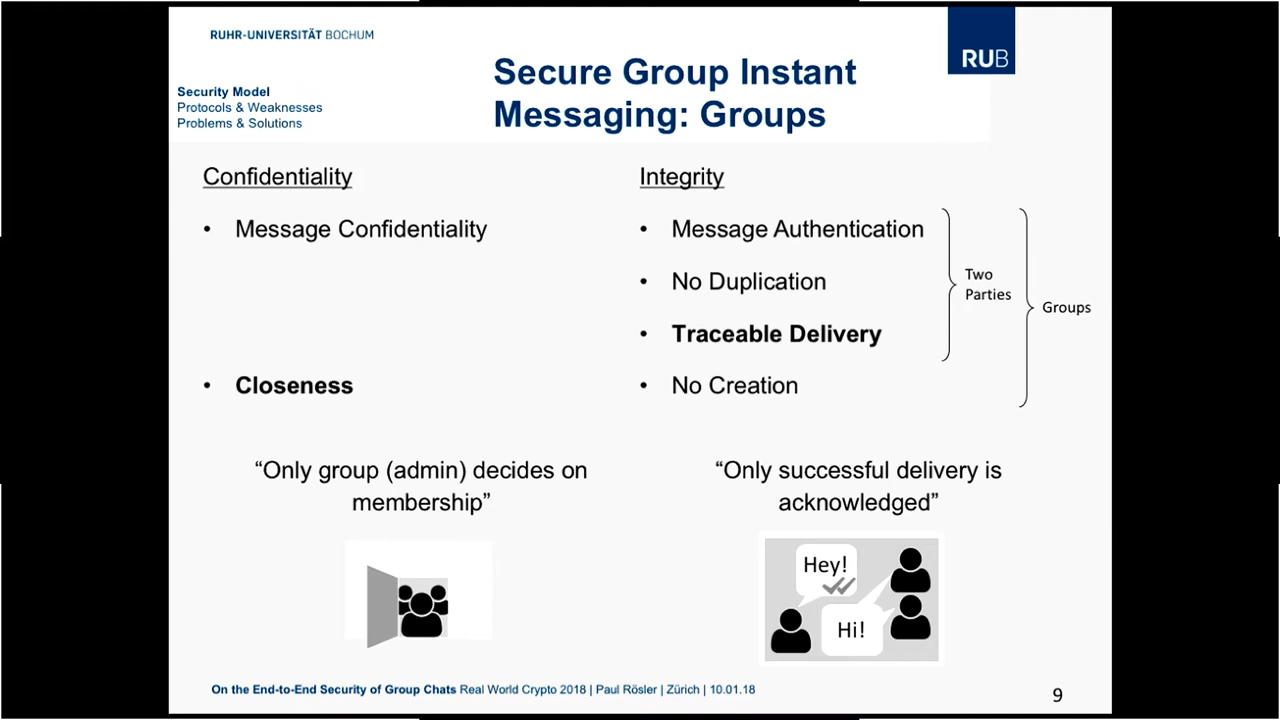 RUHR-UNIVERSITÄT BOCHUM
RUB
Secure Group Instant
Messaging: Groups
Security Model
Protocols & Weaknesses
Problems & Solutions
Confidentiality
• Message Confidentiality
• Closeness
Integrity
• Message Authentication
• No Duplication
• Traceable Delivery
• No Creation
Two
Parties
Groups
“Only group (admin) decides on
membership”
“Only successful delivery is
acknowledged”
Hey!
Hi!
On the End-to-End Security of Group Chats Real World Crypto 2018 | Paul Rösler | Zürich | 10.01.18
9